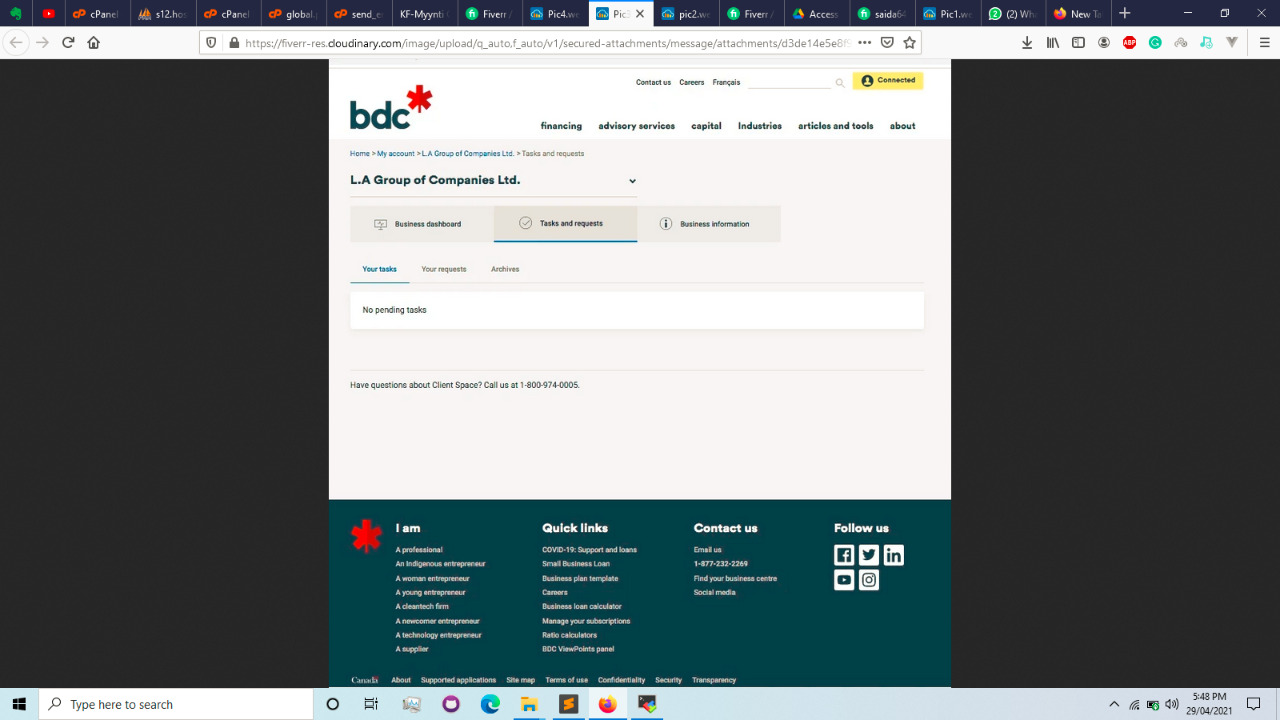 s12.hos
cPanel
cPanel
global.
send_e
KF-MyFi
Fiverr
Pic4.we
Pic3
pic2.we
Fiverr
Access
saida64
Pic1.we
(2) Wh
New Ta
https://fiverr-res.cloudinary.com/image/upload/q_auto,f_auto/v1/secured-attachments/message/attachments/d3de14e5e8f9
Contact us Careers Français
Connected
bdc
financing advisory services capital Industries articles and tools about
Home > My account > L.A Group of Companies Ltd. > Tasks and requests
L.A Group of Companies Ltd.
Business dashboard Tasks and requests Business information
Your tasks Your requests Archives
No pending tasks
Have questions about Client Space? Call us at 1-800-974-0005.
I am
A professional
An Indigenous entrepreneur
A woman entrepreneur
A young entrepreneur
A cleantech firm
A newcomer entrepreneur
A technology entrepreneur
A supplier
Quick links
COVID-19: Support and loans
Small Business Loan
Business plan template
Careers
Business loan calculator
Manage your subscriptions
Ratio calculators
BDC ViewPoints panel
Contact us
Email us
1-877-232-2269
Find your business centre
Social media
Follow us
Canada About Supported applications Site map Terms of use Confidentiality Security Transparency
Type here to search
5:48 PM
29/04/2021